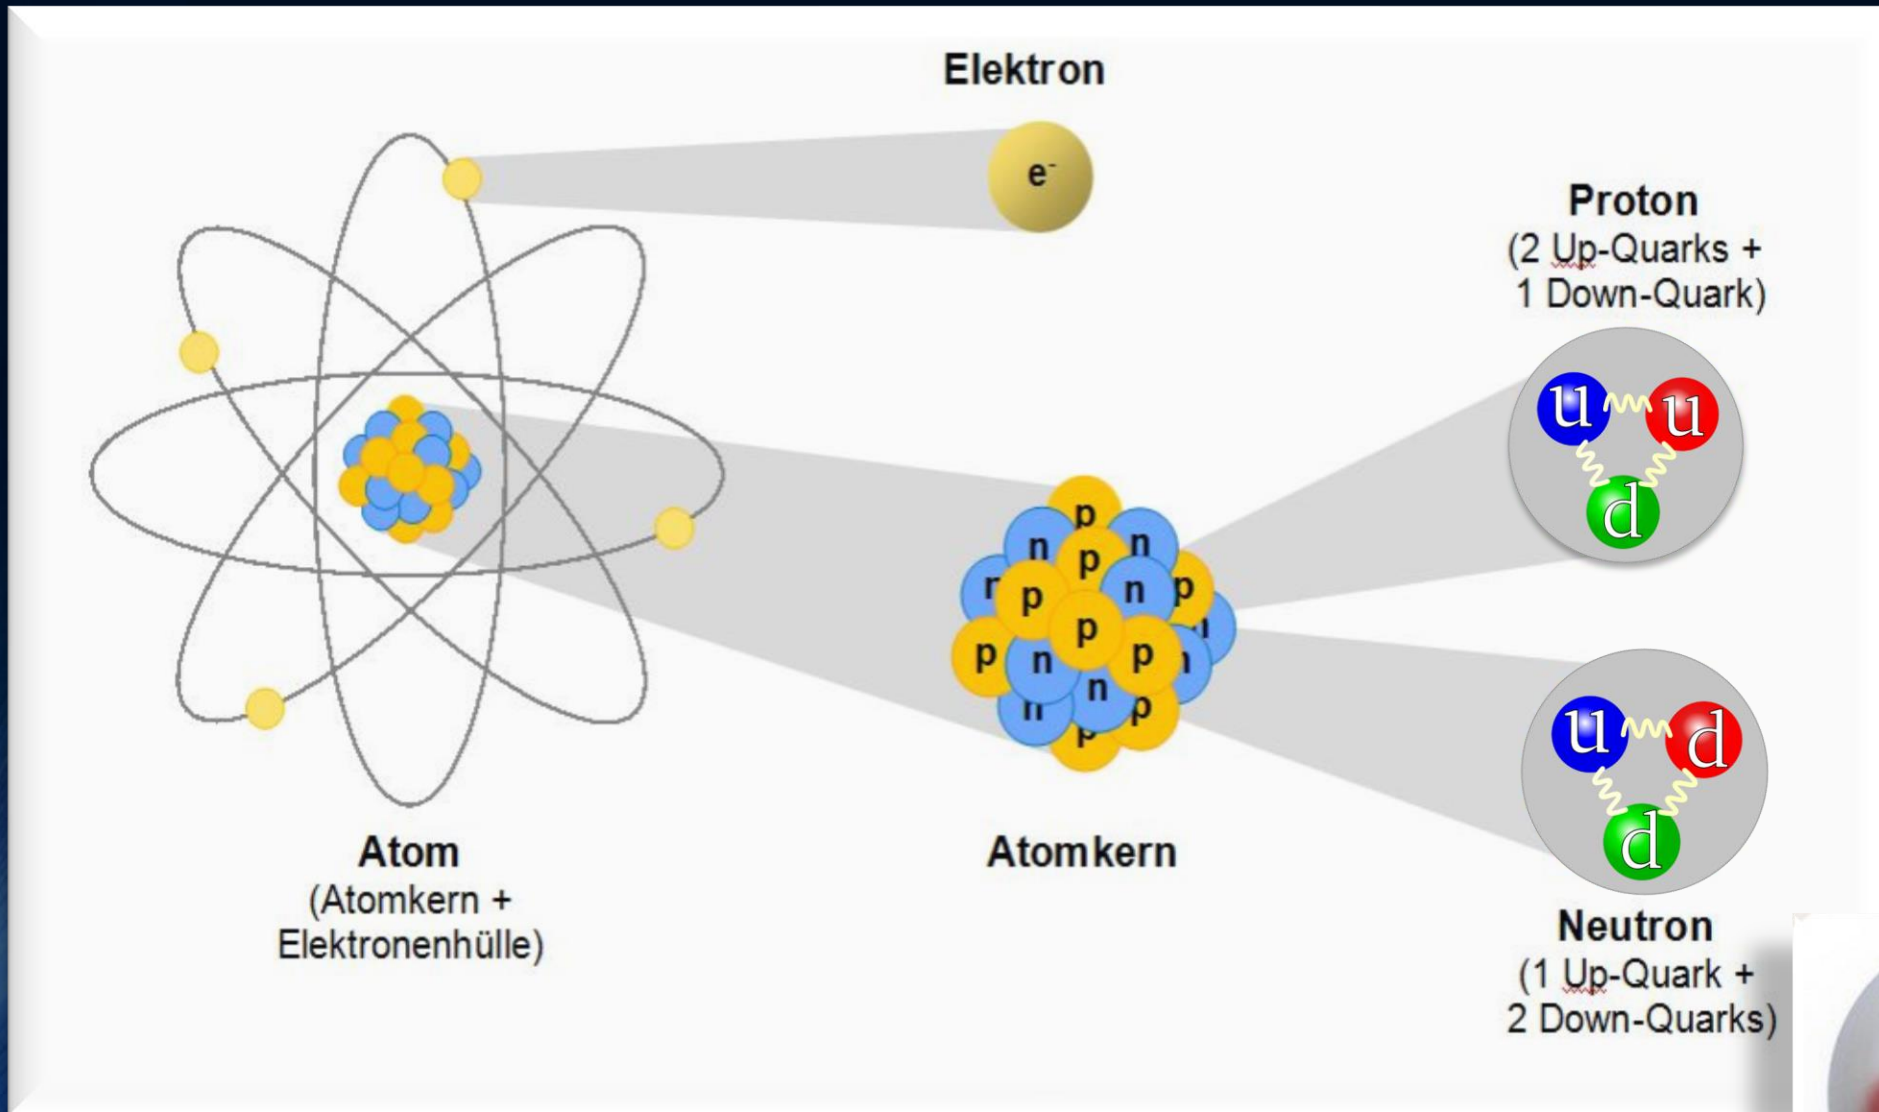 Elektron
e⁻
Proton
(2 Up-Quarks +
1 Down-Quark)
u u
d
p
n p n
n p n p
p n
p n p n
n n p
p
u d
d
Atom
(Atomkern +
Elektronenhülle)
Atomkern
Neutron
(1 Up-Quark +
2 Down-Quarks)